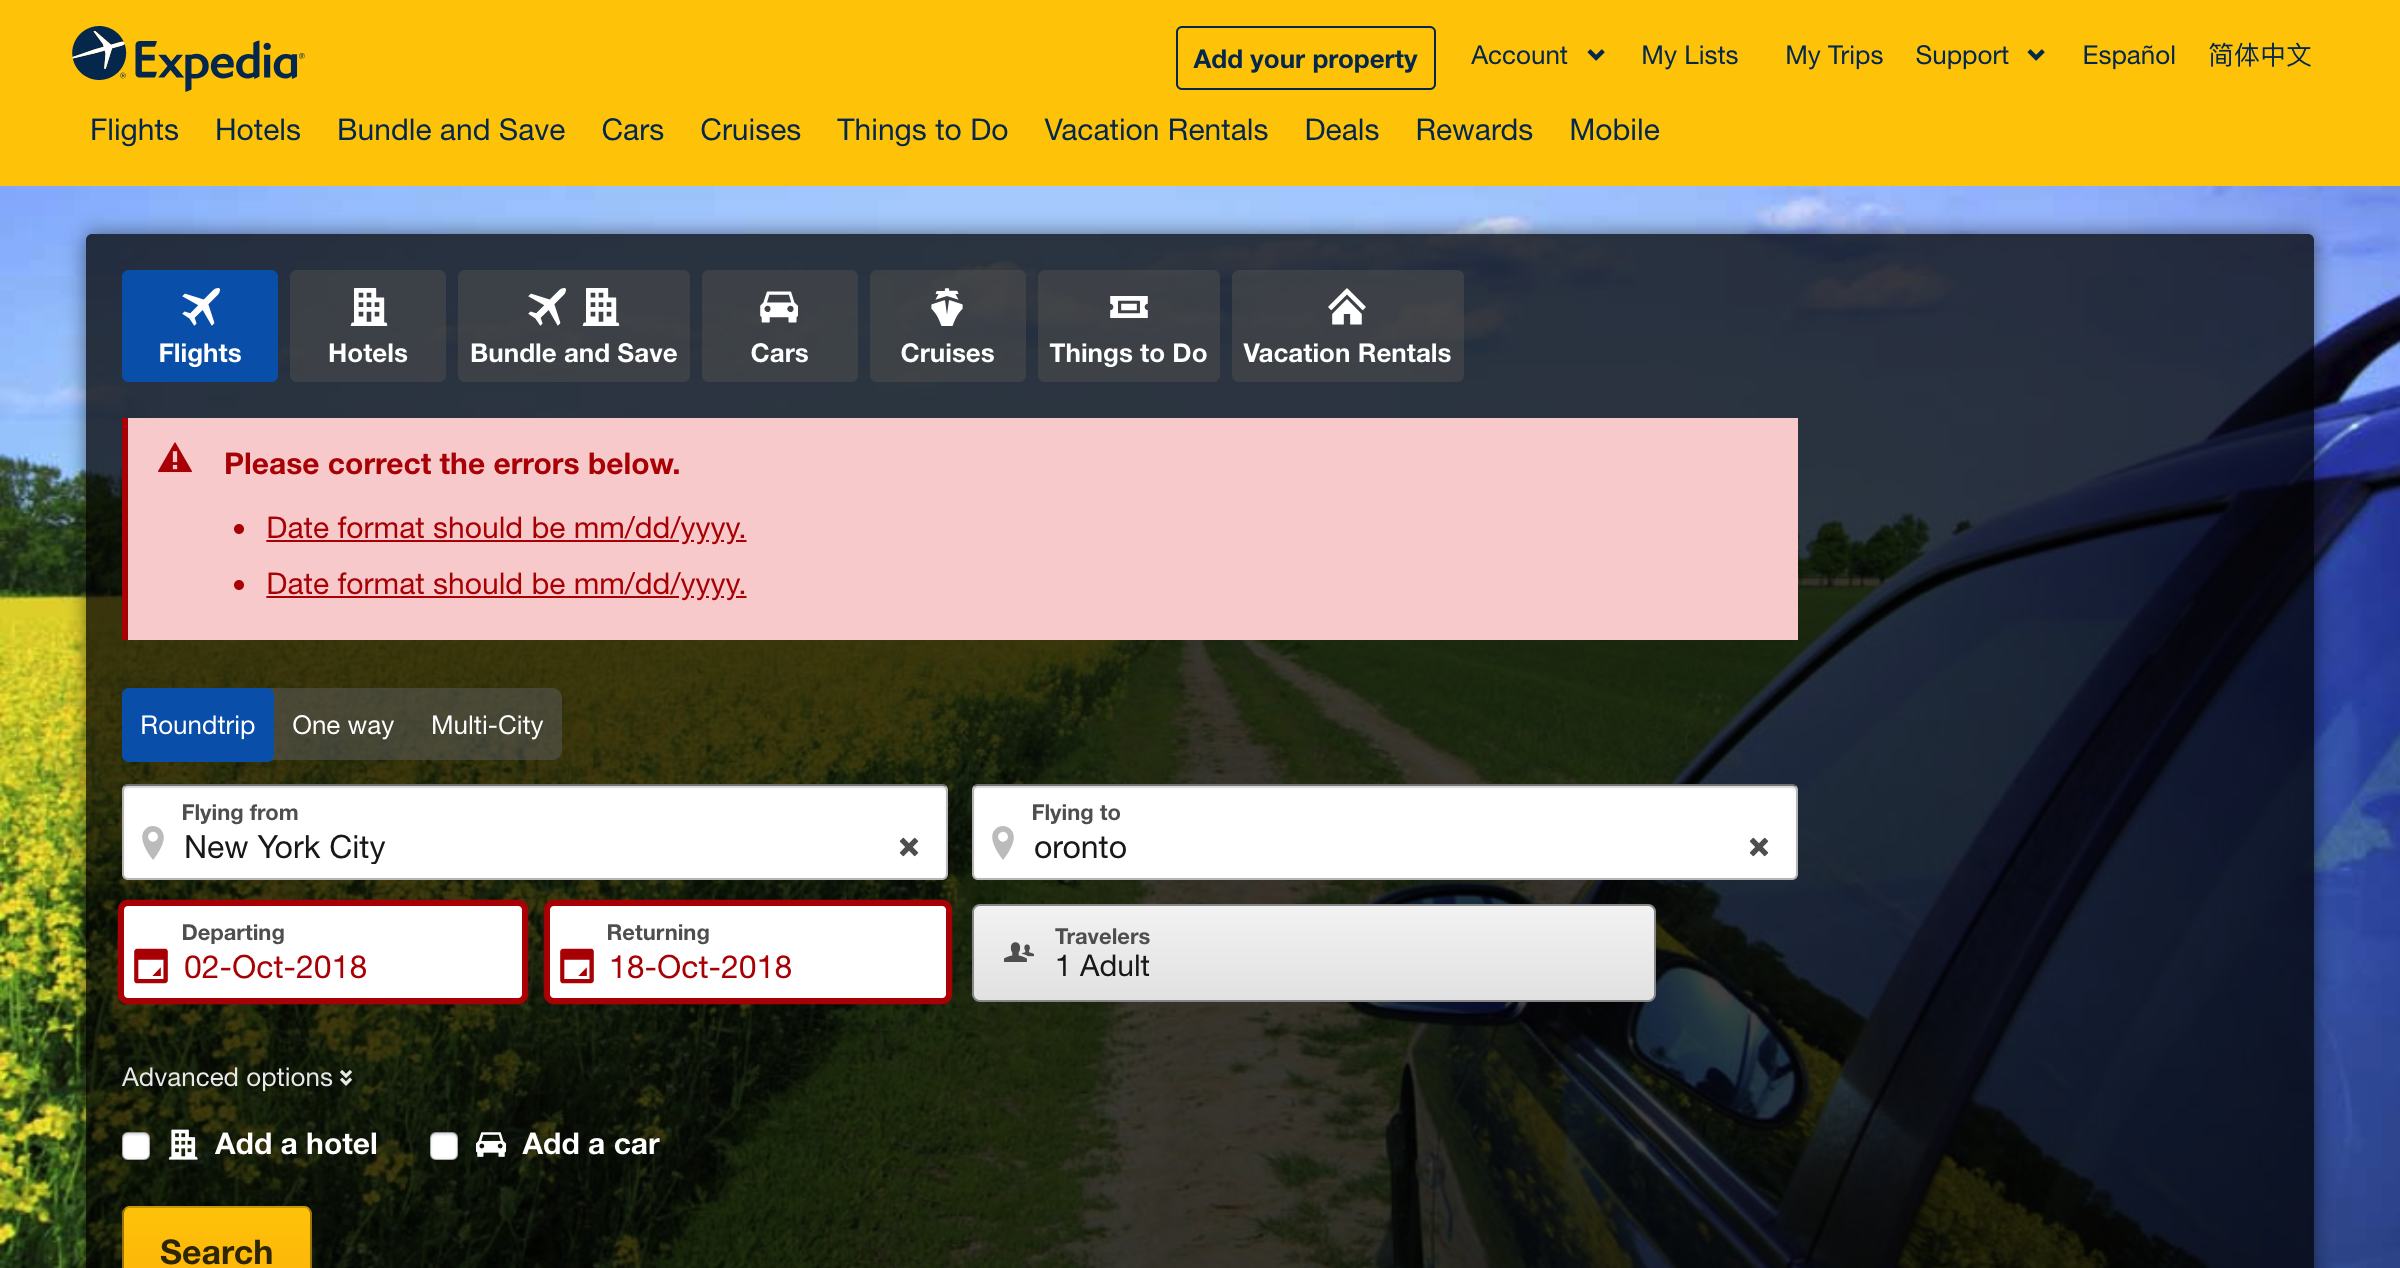 Expedia
Add your property
Account
My Lists
My Trips
Support
Español
简体中文
Flights
Hotels
Bundle and Save
Cars
Cruises
Things to Do
Vacation Rentals
Deals
Rewards
Mobile
Flights
Hotels
Bundle and Save
Cars
Cruises
Things to Do
Vacation Rentals
Please correct the errors below.
• Date format should be mm/dd/yyyy.
• Date format should be mm/dd/yyyy.
Roundtrip
One way
Multi-City
Flying from
New York City
Flying to
oronto
Departing
02-Oct-2018
Returning
18-Oct-2018
Travelers
1 Adult
Advanced options
Add a hotel
Add a car
Search